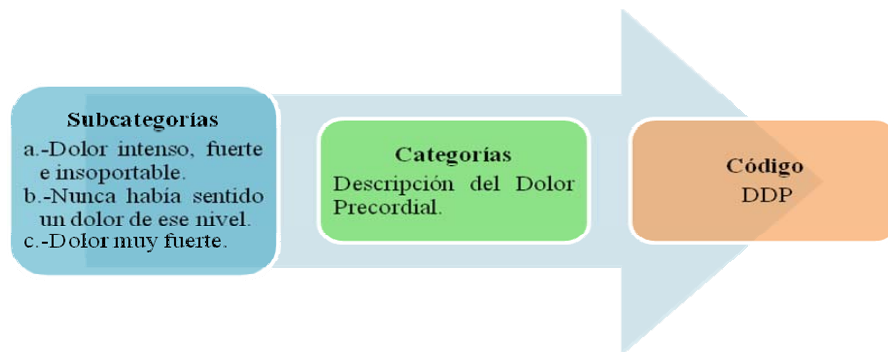 Subcategorías
a.-Dolor intenso, fuerte
e insoportable.
b.-Nunca había sentido
un dolor de ese nivel.
c.-Dolor muy fuerte.
Categorías
Descripción del Dolor
Precordial.
Código
DDP